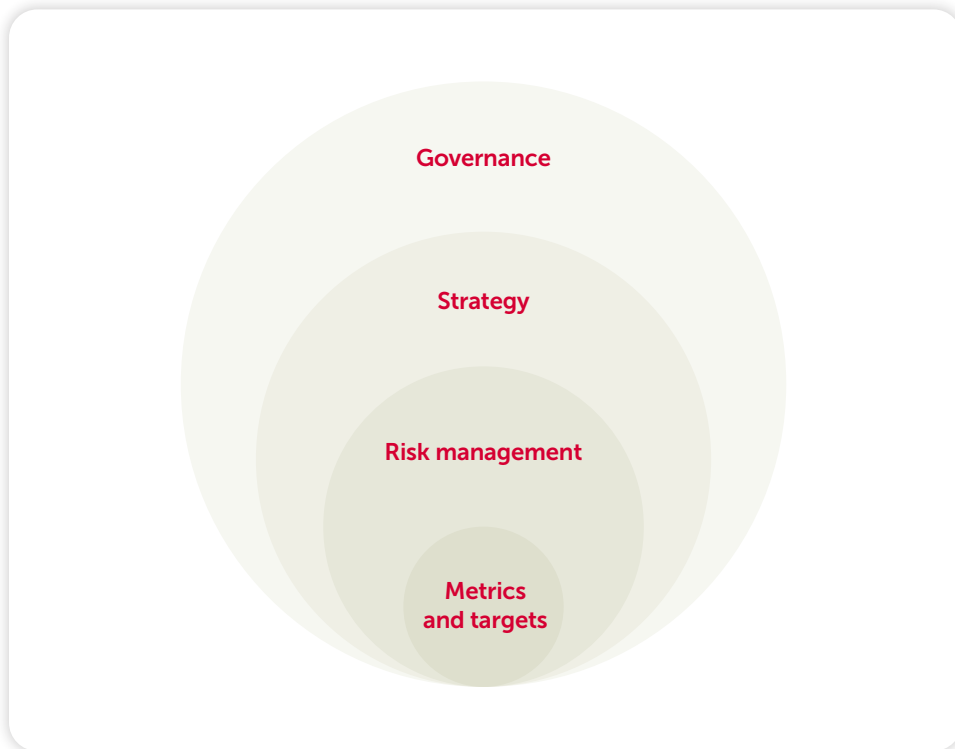 Governance
Strategy
Risk management
Metrics
and targets